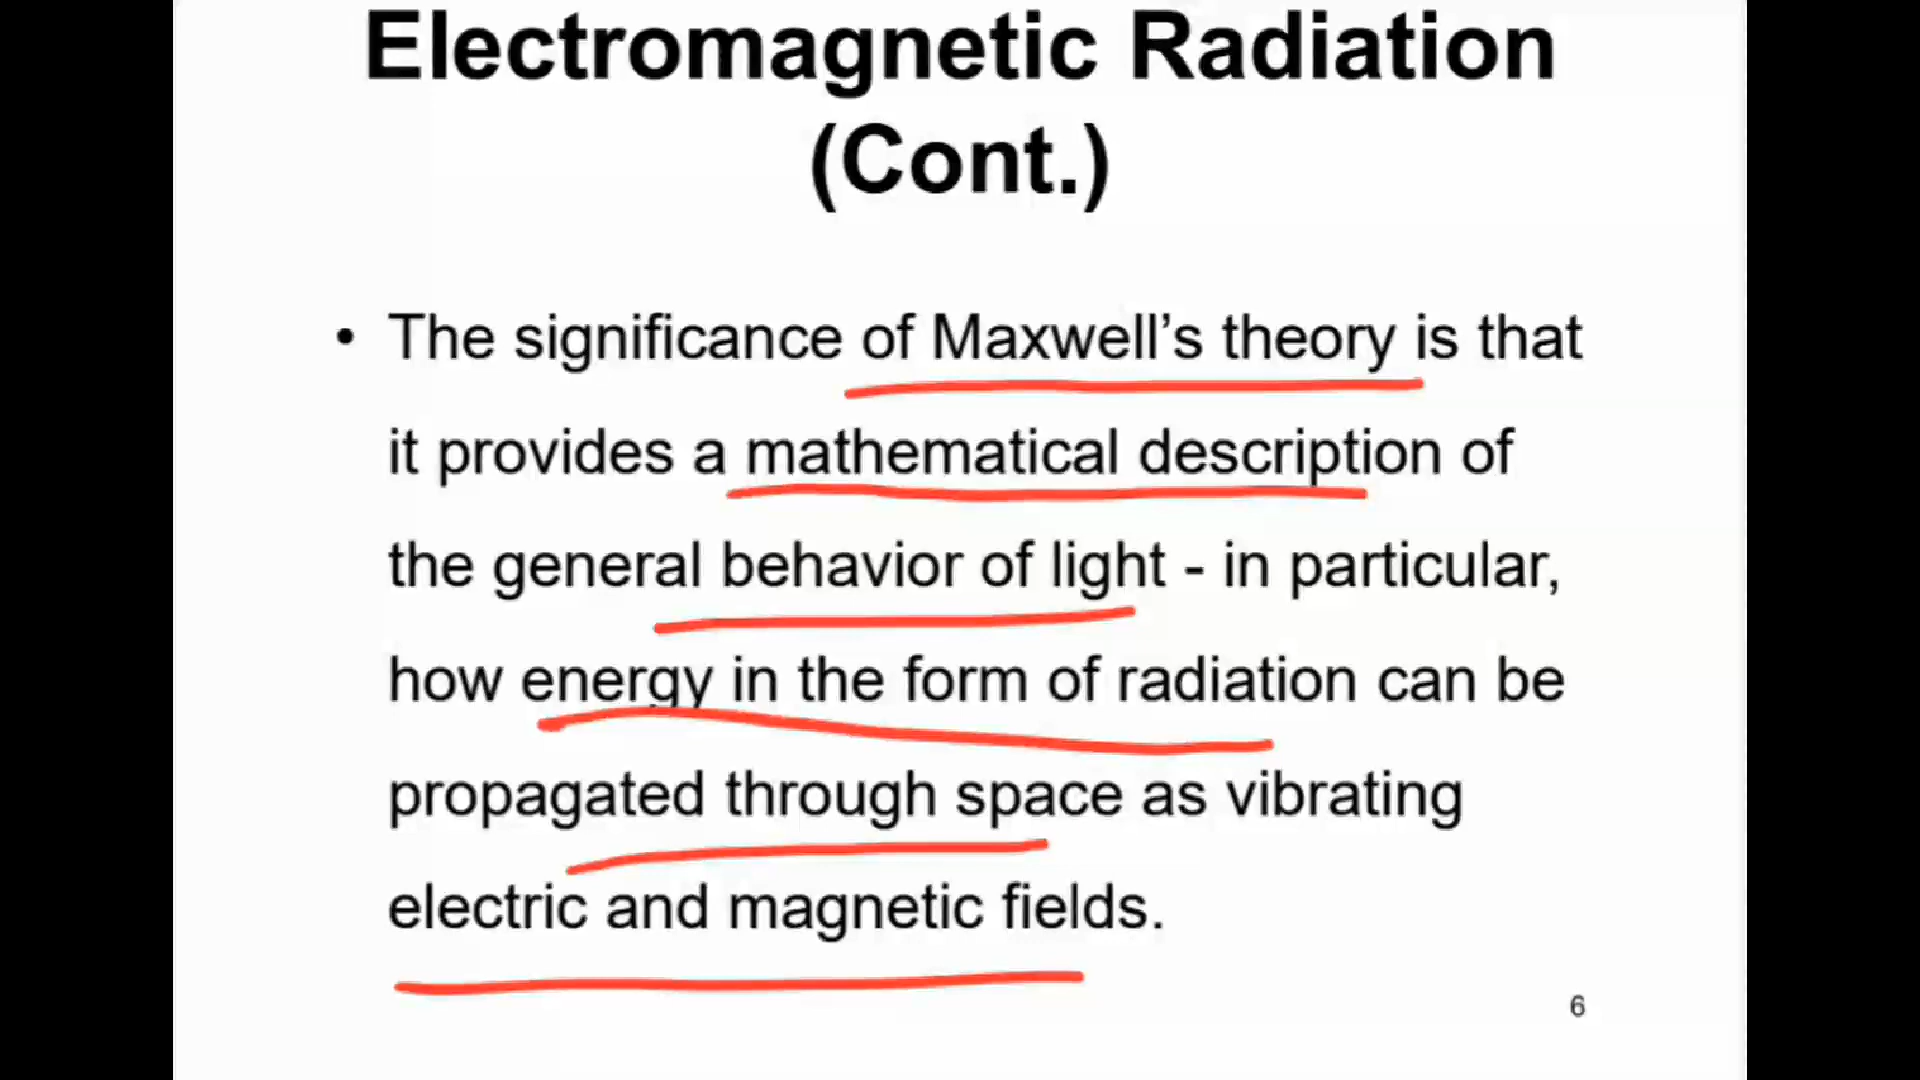 Electromagnetic Radiation
(Cont.)
• The significance of Maxwell’s theory is that
it provides a mathematical description of
the general behavior of light - in particular,
how energy in the form of radiation can be
propagated through space as vibrating
electric and magnetic fields.
6